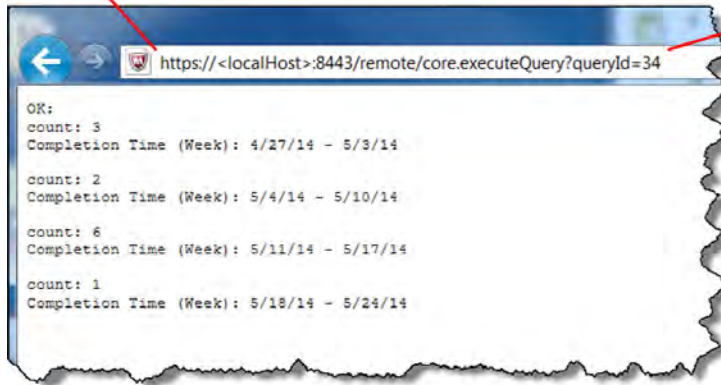 https://<localHost>:8443/remote/core.executeQuery?queryId=34
OK:
count: 3
Completion Time (Week): 4/27/14 - 5/3/14
count: 2
Completion Time (Week): 5/4/14 - 5/10/14
count: 6
Completion Time (Week): 5/11/14 - 5/17/14
count: 1
Completion Time (Week): 5/18/14 - 5/24/14